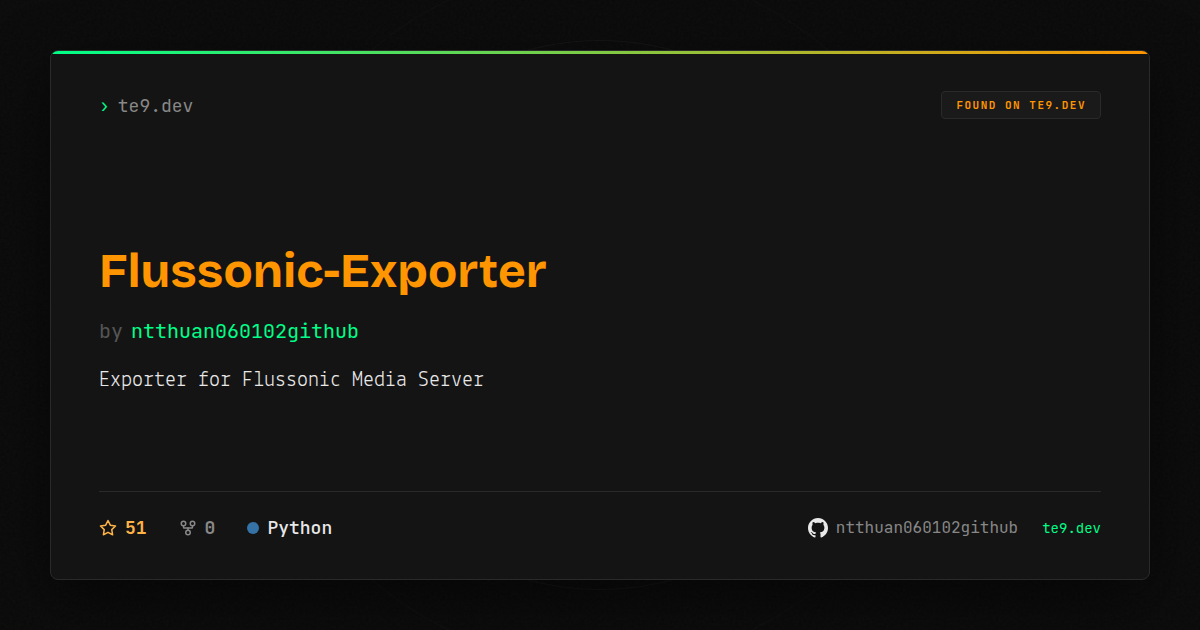 › te9.dev
FOUND ON TE9.DEV
Flussonic-Exporter
by ntthuan060102github
Exporter for Flussonic Media Server
51 0 Python
ntthuan060102github te9.dev